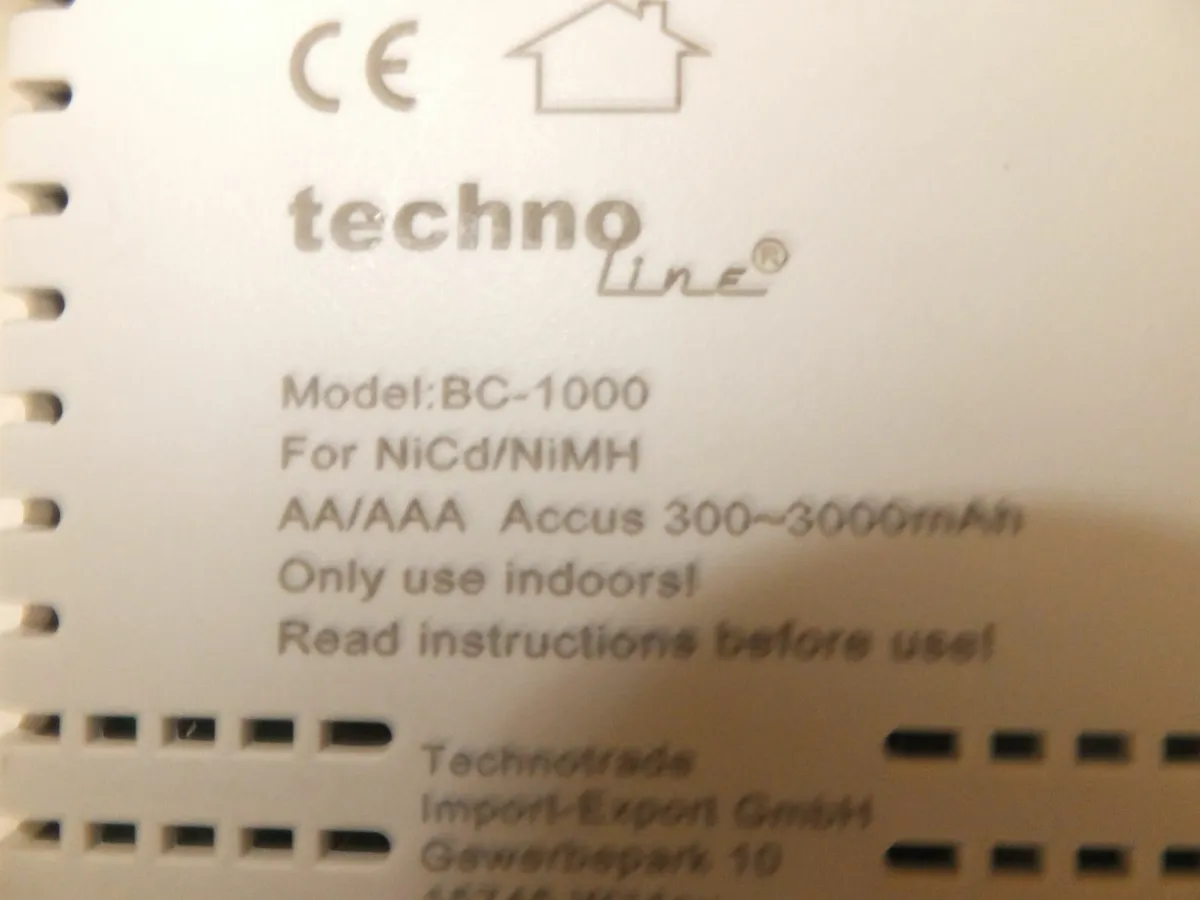 CE
techno
line®
Model:BC-1000
For NiCd/NiMH
AA/AAA Accus 300~3000mAh
Only use indoors!
Read instructions before use!
Technotrade
Import-Export GmbH
Gewerbepark 10